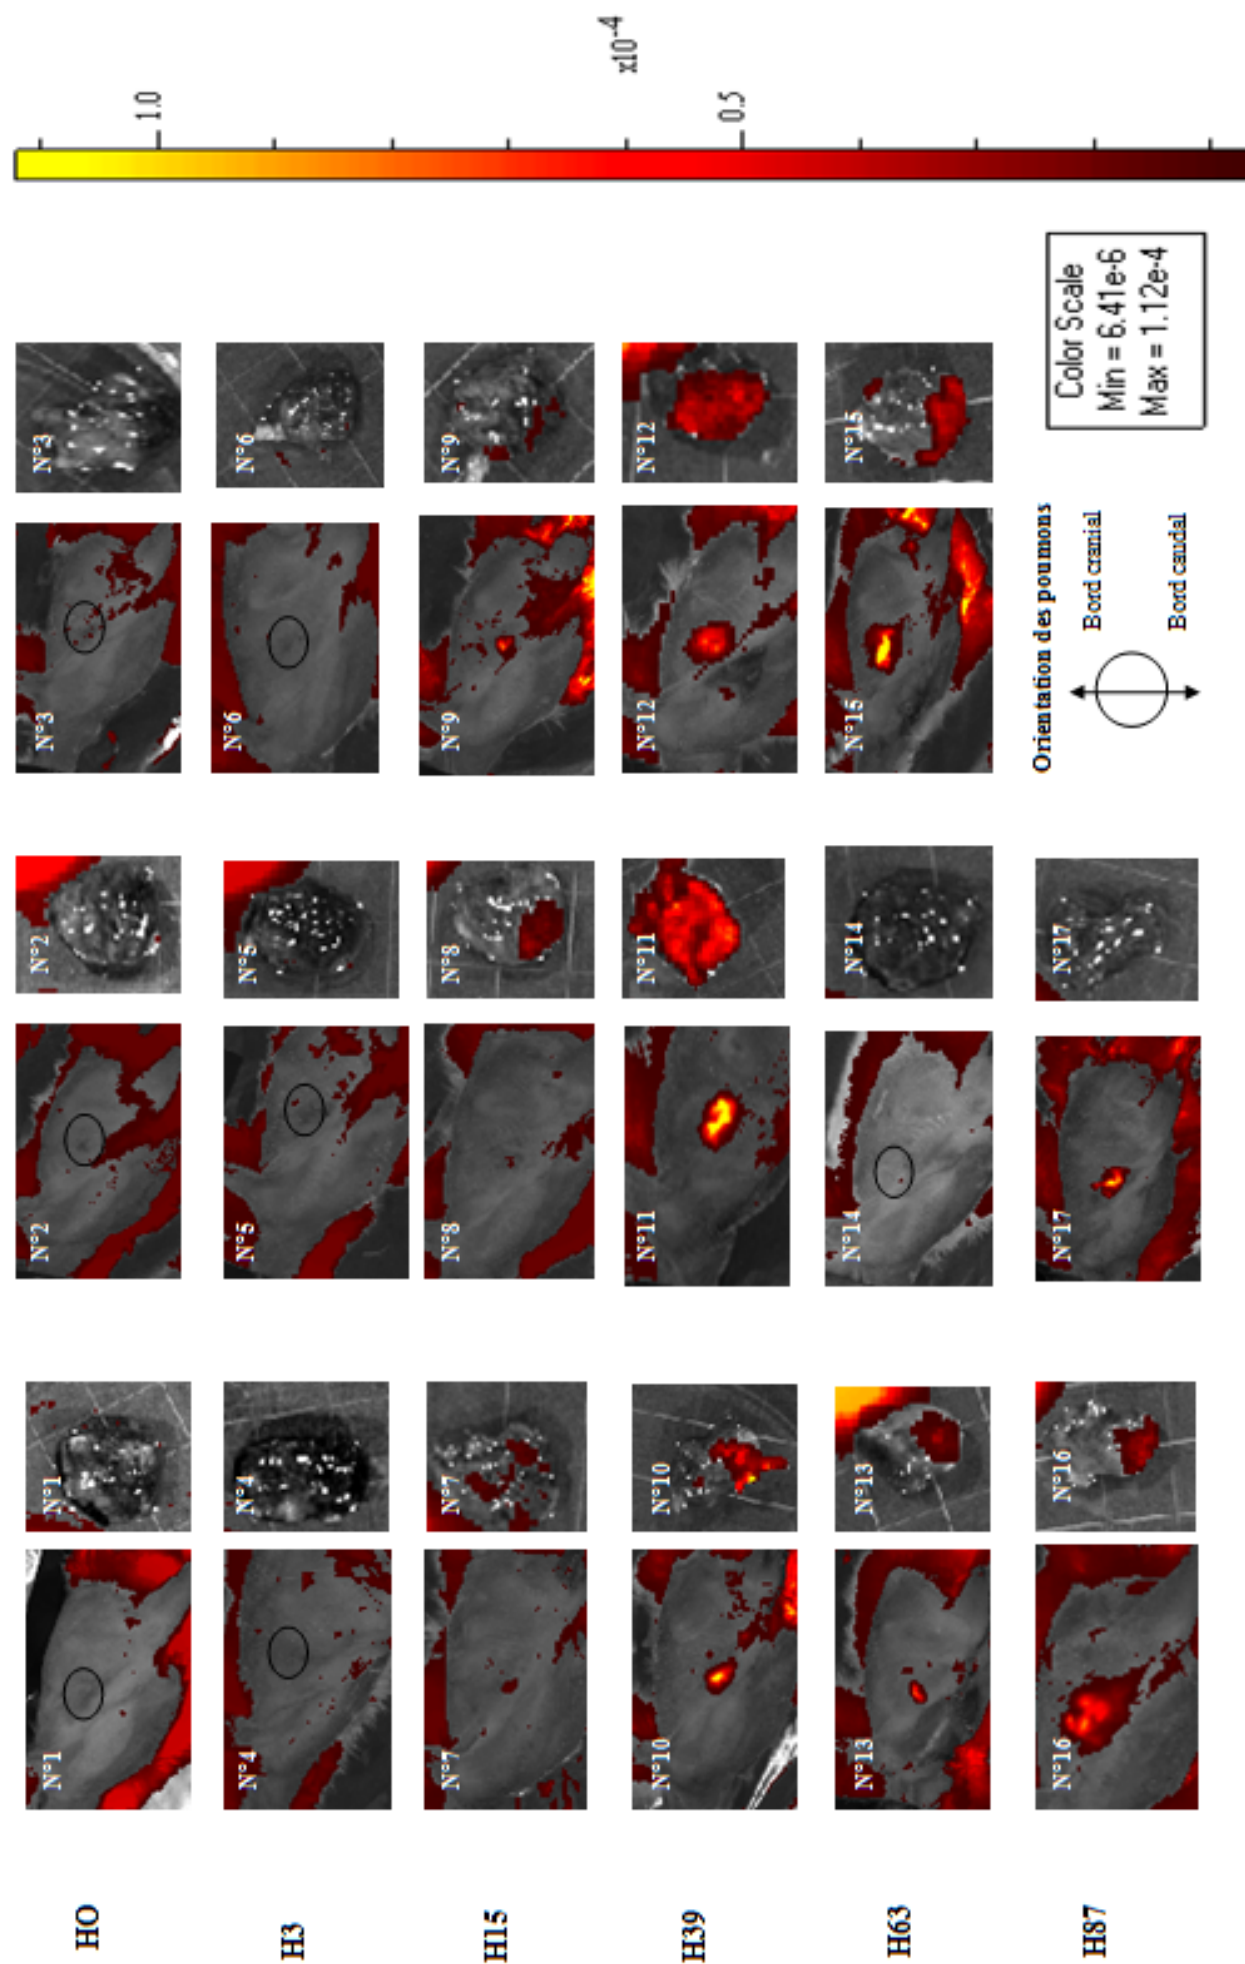 HO
N°1
N°1
N°2
N°2
N°3
N°3
H3
N°4
N°4
N°5
N°5
N°6
N°6
H15
N°7
N°7
N°8
N°8
N°9
N°9
H39
N°10
N°10
N°11
N°11
N°12
N°12
H63
N°13
N°13
N°14
N°14
N°15
N°15
H87
N°16
N°16
N°17
N°17
Orientation des poumons
Bord cranial
Bord caudal
Color Scale
Min = 6.41e-6
Max = 1.12e-4
1.0
0.5
x10-4